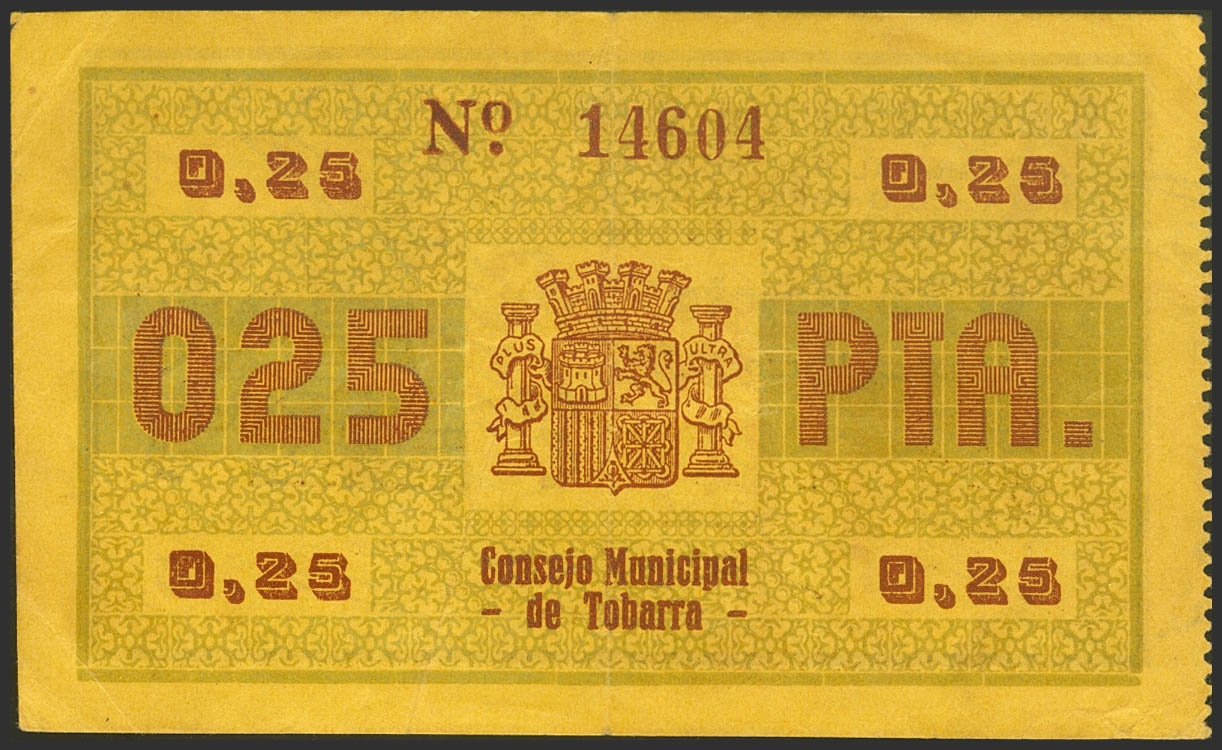 Nº 14604
0,25 0,25
025 PTA.
PLUS ULTRA
0,25 0,25
Consejo Municipal
- de Tobarra -